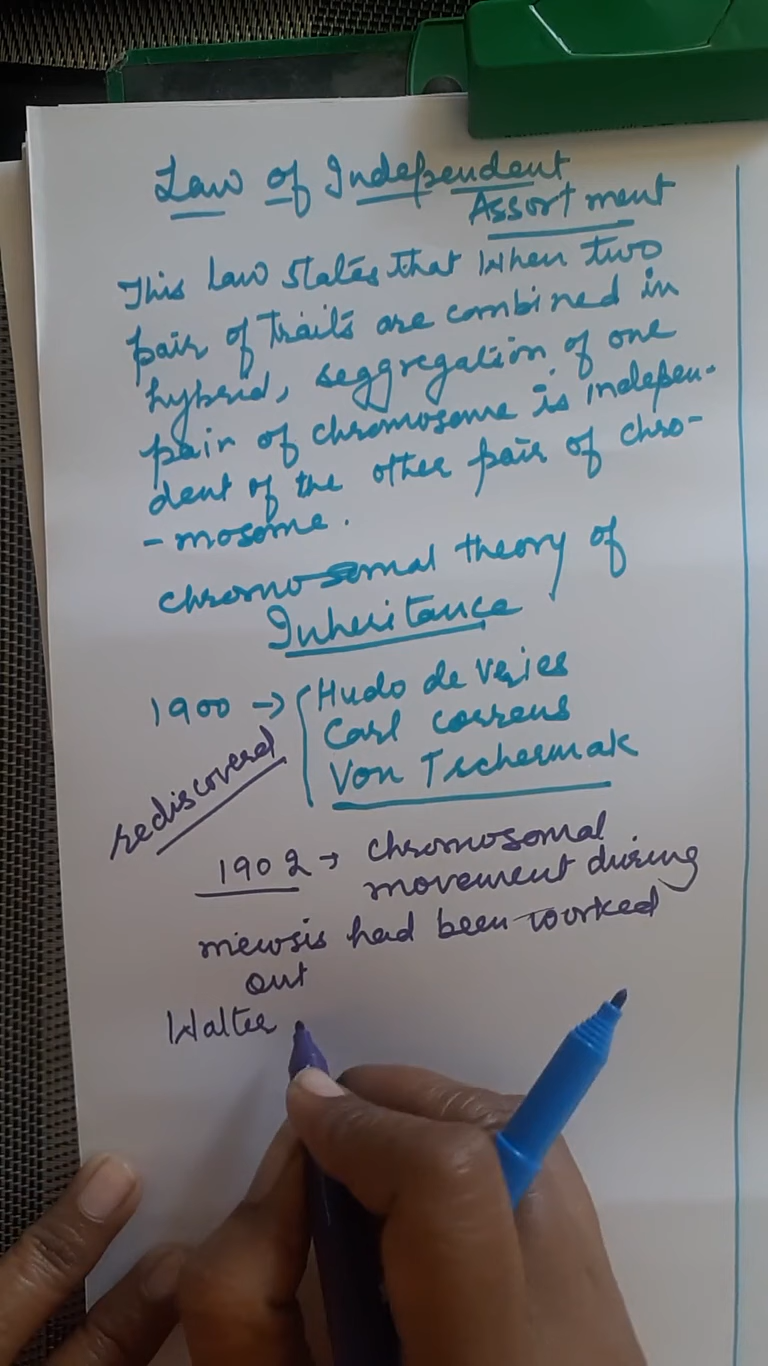 Law of Independent
Assortment
This Law states that when two
pair of traits are combined in
hybrid, seggregation of one
pair of chromosome is indepen-
dent of the other pair of chro-
-mosome.
chromosomal theory of
Inheritance
1900 → Hudo de Veries
Carl correns
Von Tschermak
rediscovered
1902 → chromosomal
movement during
meiosis had been worked
out
Walter